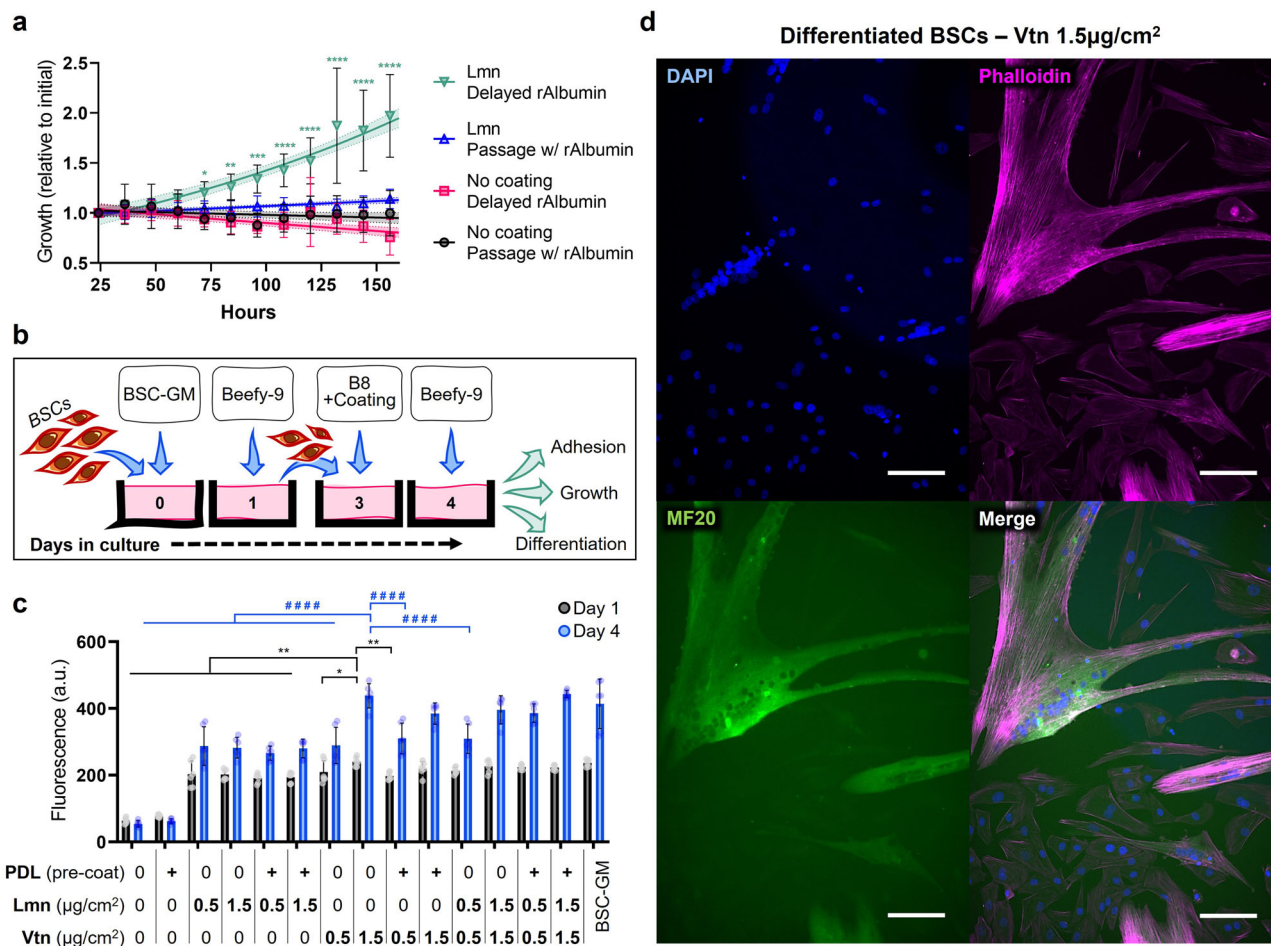 a
Growth (relative to initial)
2.5
2.0
1.5
1.0
0.5
* ** *** **** **** **** **** ****
25 50 75 100 125 150
Hours
Lmn
Delayed rAlbumin
Lmn
Passage w/ rAlbumin
No coating
Delayed rAlbumin
No coating
Passage w/ rAlbumin
b
BSCs
BSC-GM
Beefy-9
B8
+Coating
Beefy-9
0
1
3
4
Adhesion
Growth
Differentiation
Days in culture
c
Fluorescence (a.u.)
600
400
200
0
####
####
####
**
**
*
Day 1
Day 4
PDL (pre-coat) 0 + 0 0 + + 0 0 + + 0 0 + +
Lmn (µg/cm²) 0 0 0.5 1.5 0.5 1.5 0 0 0 0 0.5 1.5 0.5 1.5
Vtn (µg/cm²) 0 0 0 0 0 0 0.5 1.5 0.5 1.5 0.5 1.5 0.5 1.5
BSC-GM
d
Differentiated BSCs – Vtn 1.5µg/cm²
DAPI
Phalloidin
MF20
Merge